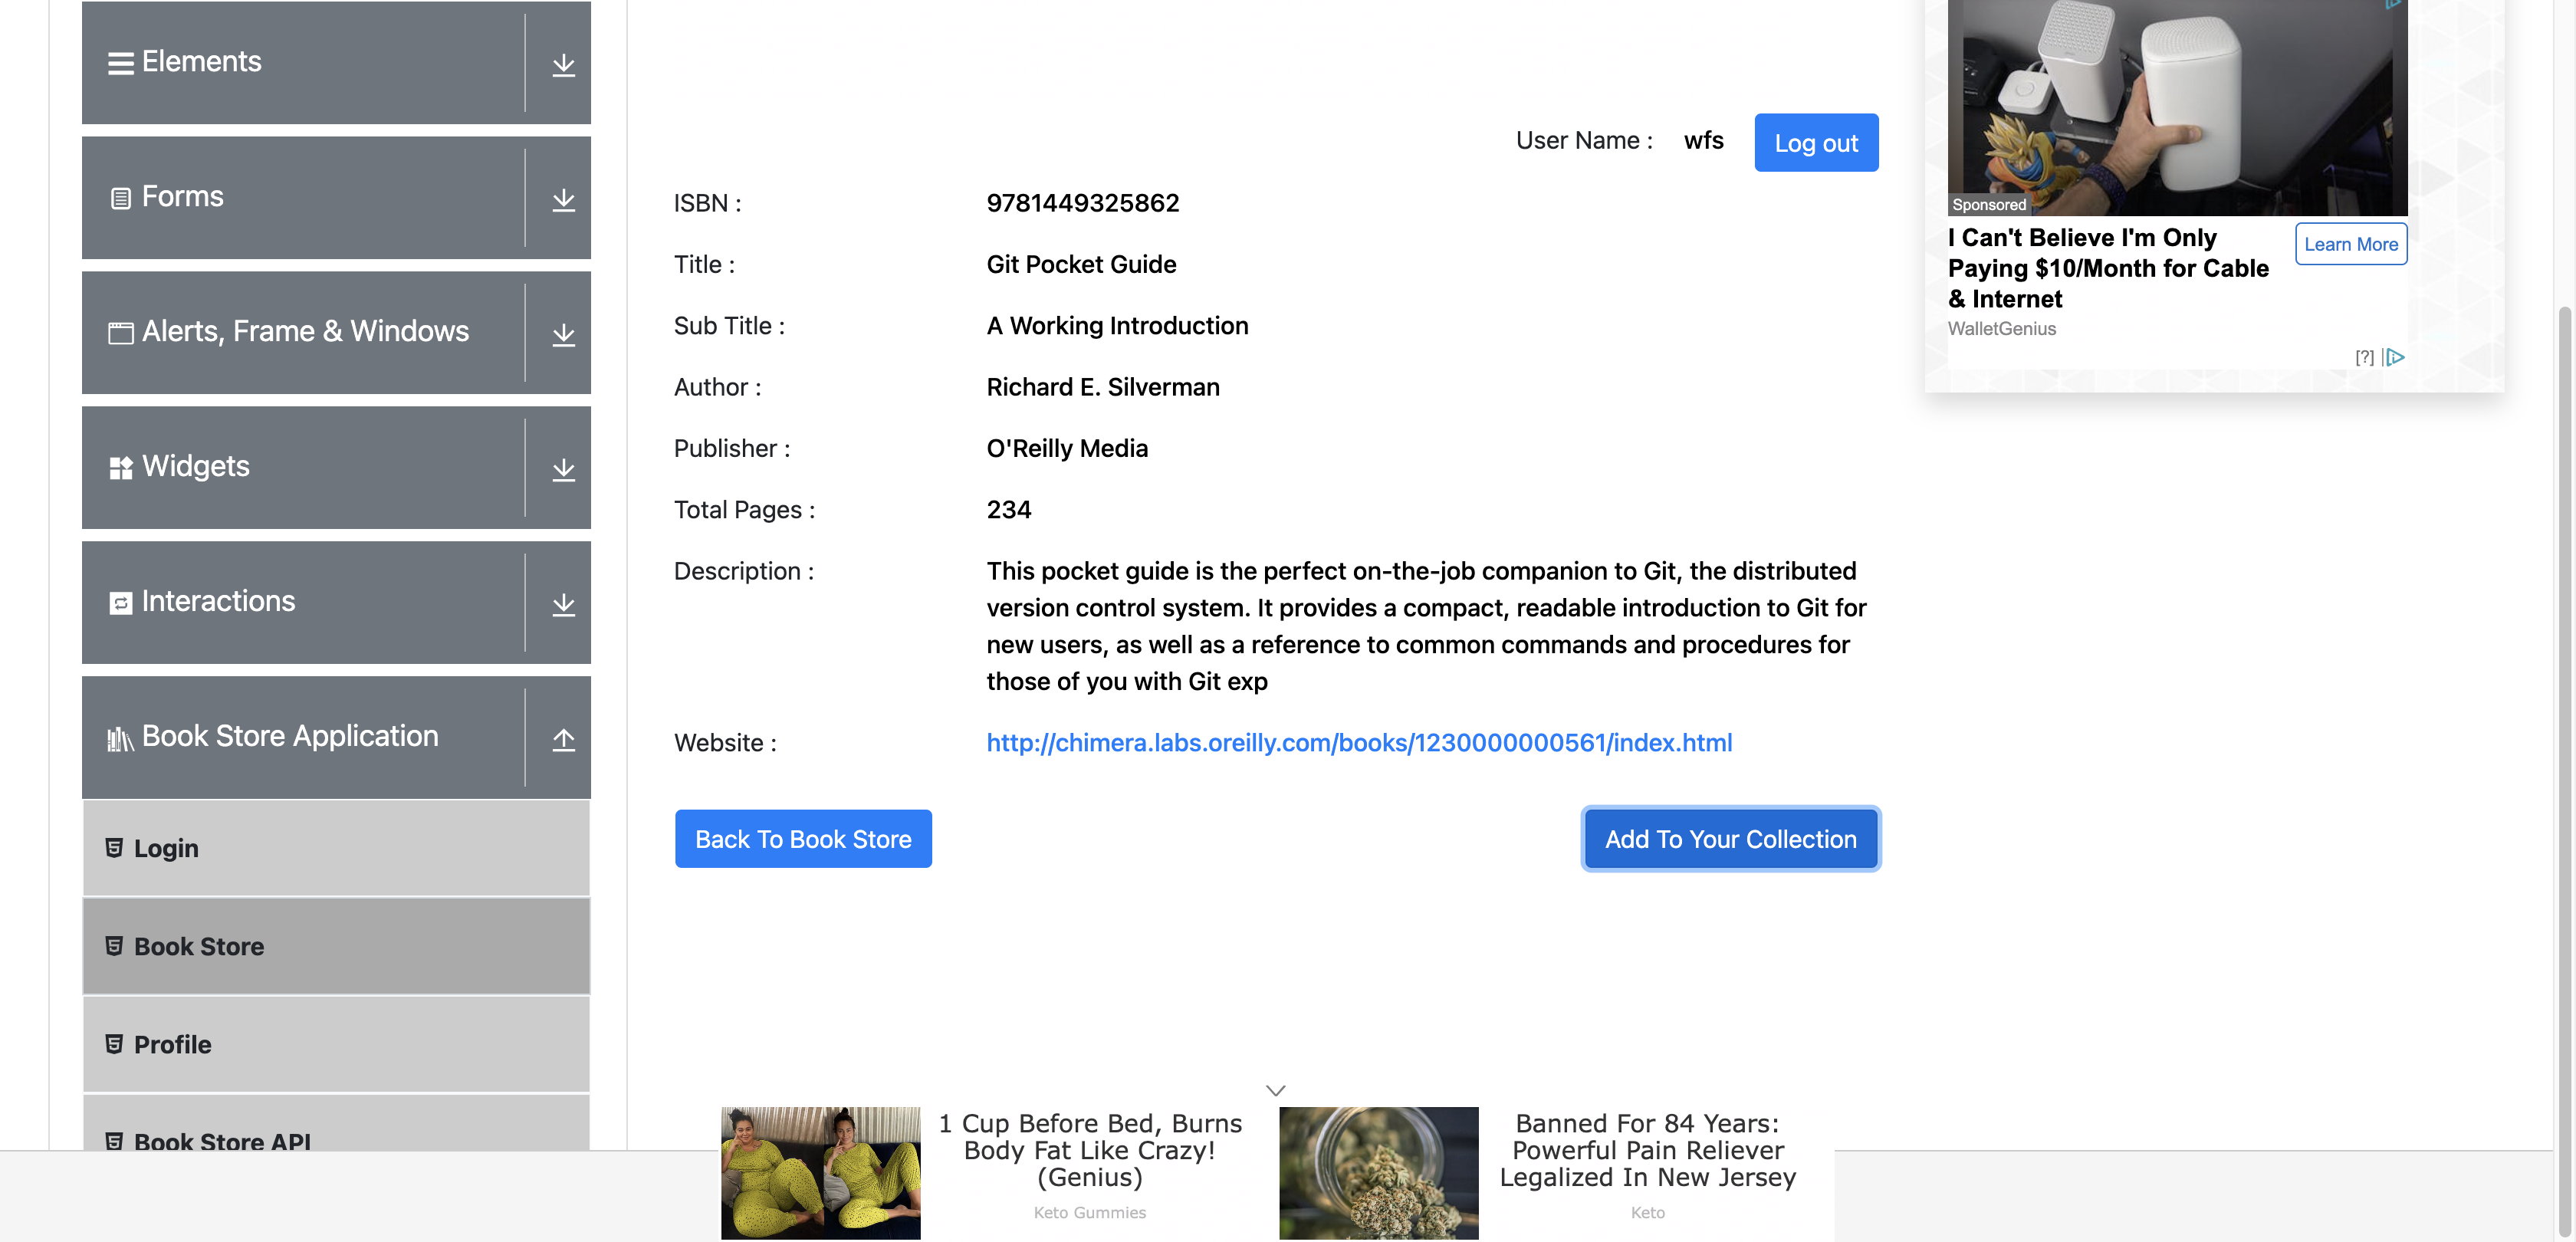 Elements
Forms
Alerts, Frame & Windows
Widgets
Interactions
Book Store Application
Login
Book Store
Profile
Book Store API
User Name : wfs Log out
ISBN : 9781449325862
Title : Git Pocket Guide
Sub Title : A Working Introduction
Author : Richard E. Silverman
Publisher : O'Reilly Media
Total Pages : 234
Description : This pocket guide is the perfect on-the-job companion to Git, the distributed
version control system. It provides a compact, readable introduction to Git for
new users, as well as a reference to common commands and procedures for
those of you with Git exp
Website : http://chimera.labs.oreilly.com/books/1230000000561/index.html
Back To Book Store Add To Your Collection
Sponsored
I Can't Believe I'm Only
Paying $10/Month for Cable
& Internet
Learn More
WalletGenius
[?]
1 Cup Before Bed, Burns
Body Fat Like Crazy!
(Genius)
Keto Gummies
Banned For 84 Years:
Powerful Pain Reliever
Legalized In New Jersey
Keto